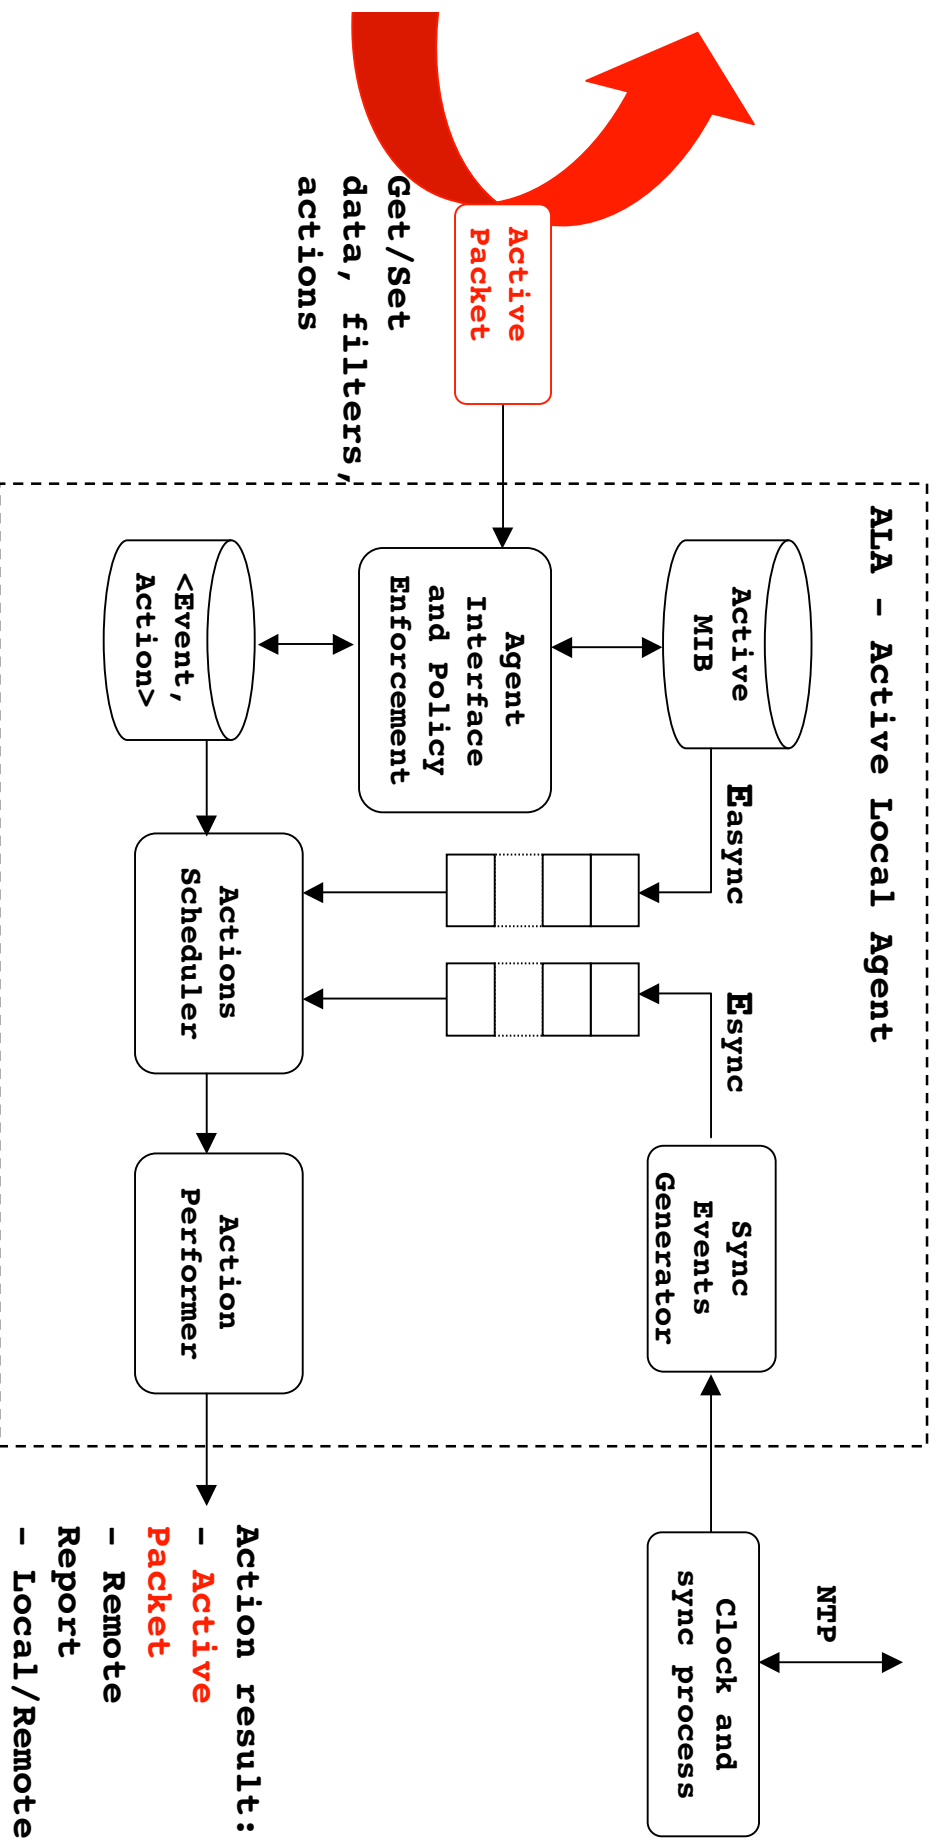 ALA - Active Local Agent
NTP
Active
MIB
Easync
Esync
Sync
Events
Generator
Clock and
sync process
Active
Packet
Get/Set
data, filters,
actions
Agent
Interface
and Policy
Enforcement
<Event,
Action>
Actions
Scheduler
Action
Performer
Action result:
- Active
Packet
- Remote
Report
- Local/Remote